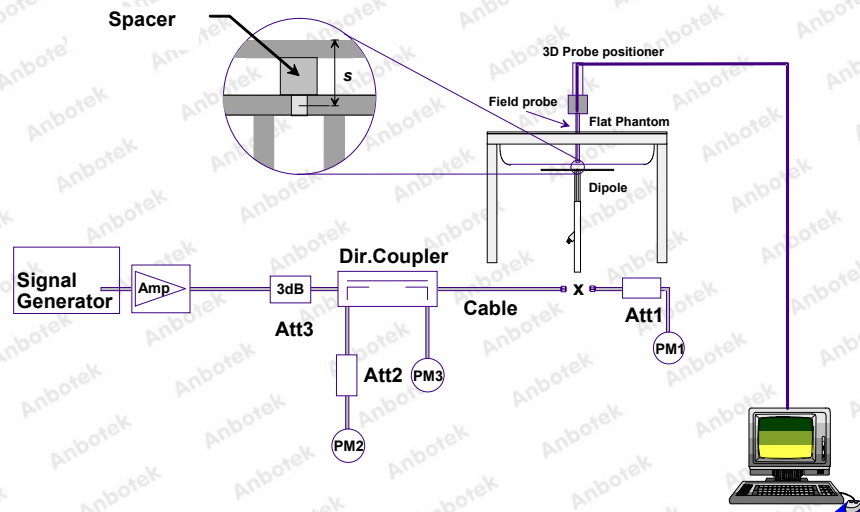 Spacer
s
3D Probe positioner
Field probe
Flat Phantom
Dipole
Signal
Generator
Amp
3dB
Att3
Dir.Coupler
Cable
x
Att1
PM1
Att2
PM3
PM2
Anbotek